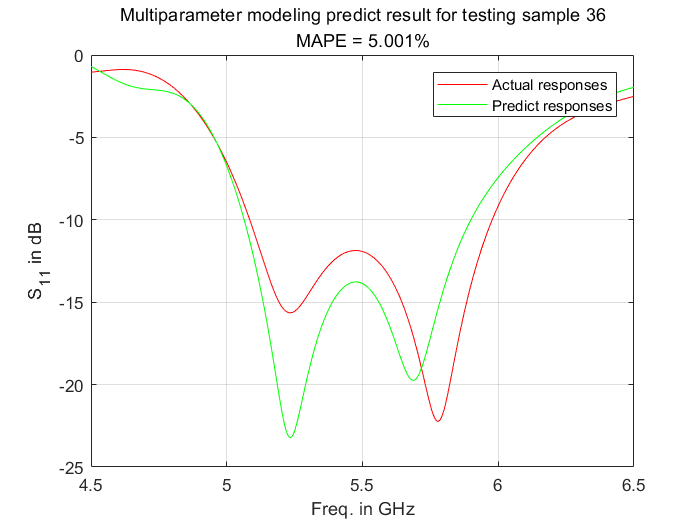 Multiparameter modeling predict result for testing sample 36
MAPE = 5.001%
Actual responses
Predict responses
S11 in dB
0
-5
-10
-15
-20
-25
4.5
5
5.5
6
6.5
Freq. in GHz